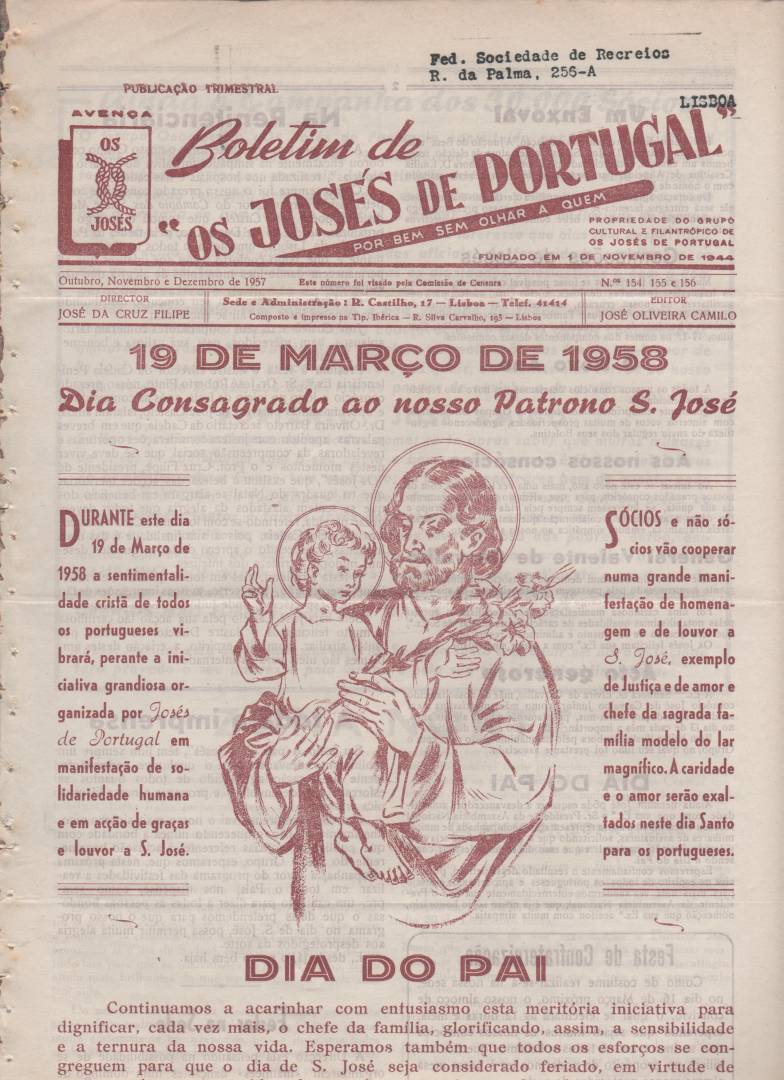 Fed. Sociedade de Recreios
R. da Palma, 256-A
LISBOA
PUBLICAÇÃO TRIMESTRAL
AVENÇA
OS
JOSÉS
Boletim de
"OS JOSÉS DE PORTUGAL"
POR BEM SEM OLHAR A QUEM
PROPRIEDADE DO GRUPO
CULTURAL E FILANTRÓPICO DE
OS JOSÉS DE PORTUGAL
FUNDADO EM 1 DE NOVEMBRO DE 1944
Outubro, Novembro e Dezembro de 1957
Este número foi visado pela Comissão de Censura
N.os 154 155 e 156
DIRECTOR
JOSÉ DA CRUZ FILIPE
Sede e Administração: R. Castilho, 17 — Lisboa — Telef. 41414
Composto e impresso na Tip. Ibérica — R. Silva Carvalho, 193 — Lisboa
EDITOR
JOSÉ OLIVEIRA CAMILO
19 DE MARÇO DE 1958
Dia Consagrado ao nosso Patrono S. José
DURANTE este dia
19 de Março de
1958 a sentimentali-
dade cristã de todos
os portugueses vi-
brará, perante a ini-
ciativa grandiosa or-
ganizada por Josés
de Portugal em
manifestação de so-
lidariedade humana
e em acção de graças
e louvor a S. José.
SÓCIOS e não só-
cios vão cooperar
numa grande mani-
festação de homena-
gem e de louvor a
S. José, exemplo
de Justiça e de amor e
chefe da sagrada fa-
mília modelo do lar
magnífico. A caridade
e o amor serão exal-
tados neste dia Santo
para os portugueses.
DIA DO PAI
Continuamos a acarinhar com entusiasmo esta meritória iniciativa para
dignificar, cada vez mais, o chefe da família, glorificando, assim, a sensibilidade
e a ternura da nossa vida. Esperamos também que todos os esforços se con-
greguem para que o dia de S. José seja considerado feriado, em virtude de